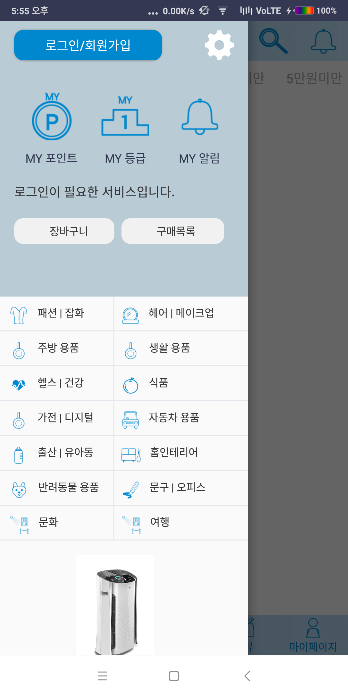 5:55 오후 ... 0.00K/s VoLTE 100%
로그인/회원가입
만 5만원미만
MY MY
P 1
MY 포인트 MY 등급 MY 알림
로그인이 필요한 서비스입니다.
장바구니 구매목록
패션 | 잡화 헤어 | 메이크업
주방 용품 생활 용품
헬스 | 건강 식품
가전 | 디지털 자동차 용품
출산 | 유아동 홈인테리어
반려동물 용품 문구 | 오피스
문화 여행
마이페이지